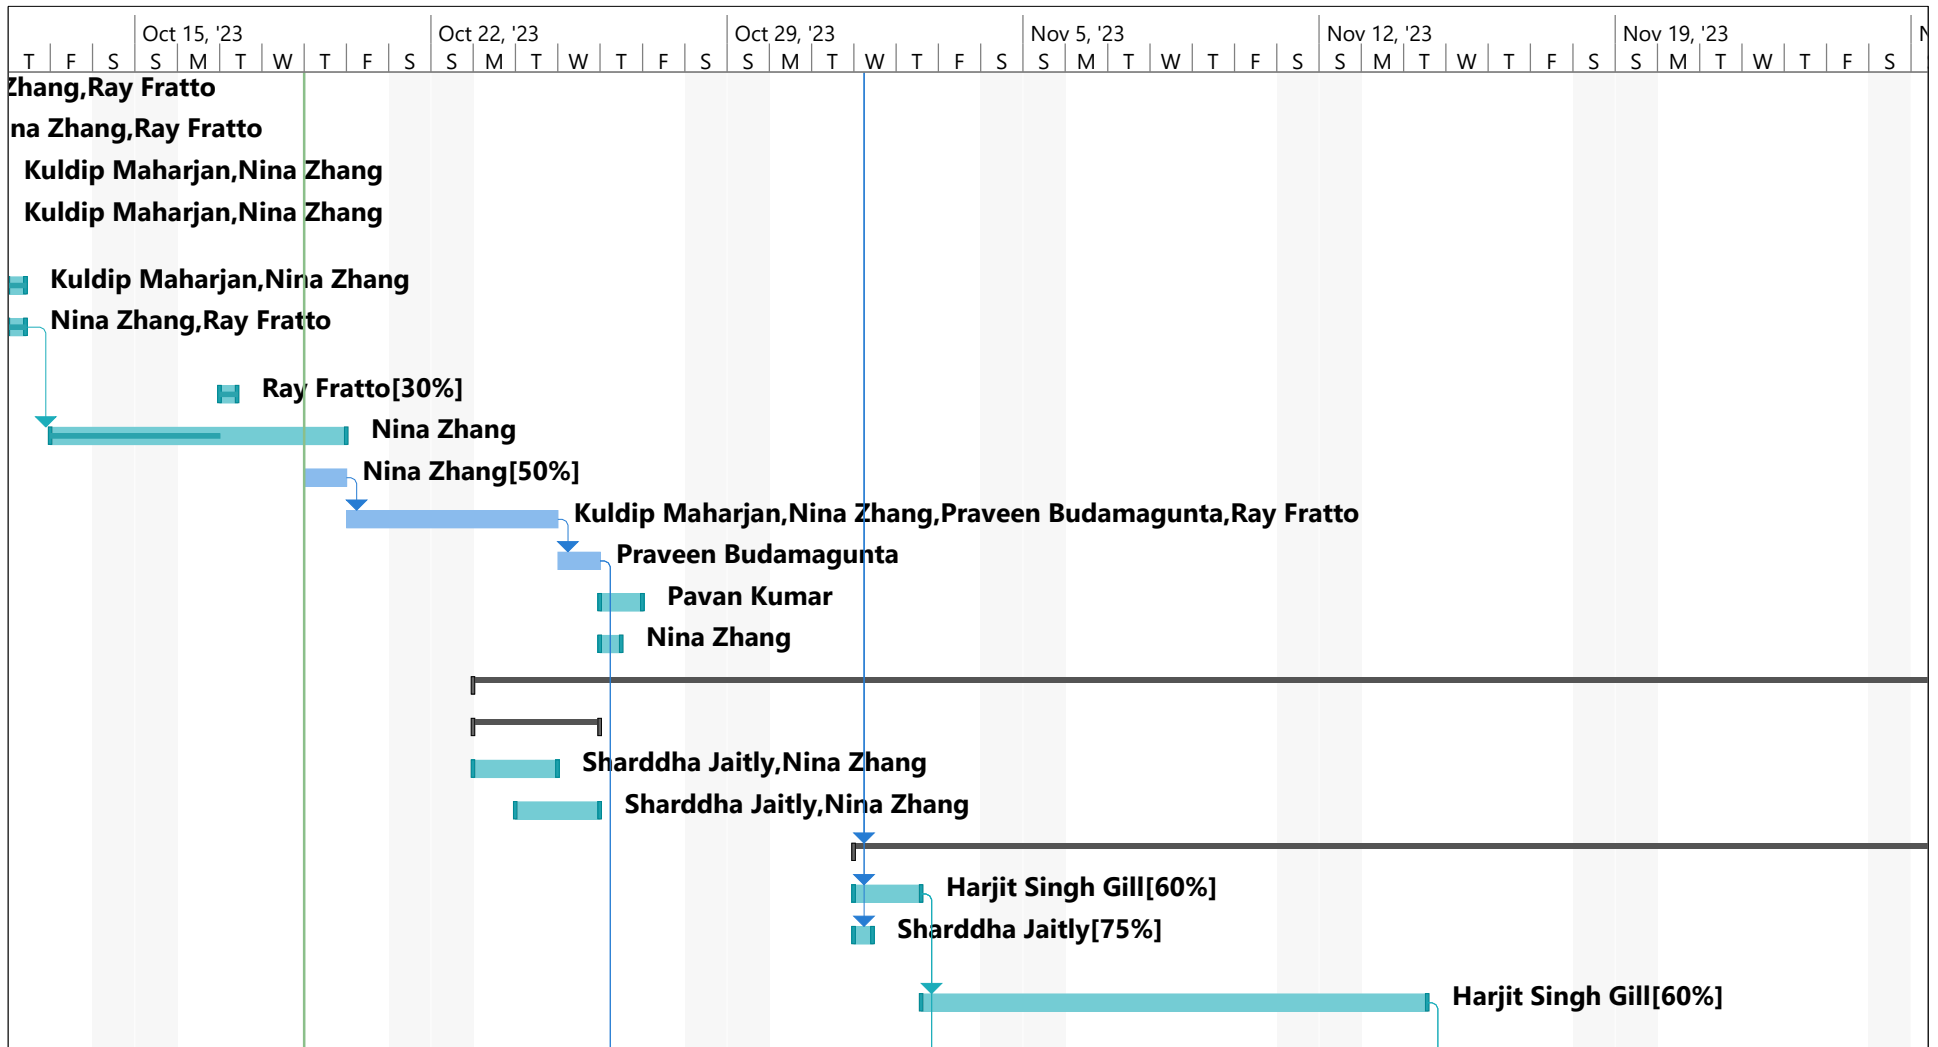 Oct 15, '23 Oct 22, '23 Oct 29, '23 Nov 5, '23 Nov 12, '23 Nov 19, '23
T F S S M T W T F S S M T W T F S S M T W T F S S M T W T F S S M T W T F S S M T W T F S
Zhang,Ray Fratto
na Zhang,Ray Fratto
Kuldip Maharjan,Nina Zhang
Kuldip Maharjan,Nina Zhang
Kuldip Maharjan,Nina Zhang
Nina Zhang,Ray Fratto
Ray Fratto[30%]
Nina Zhang
Nina Zhang[50%]
Kuldip Maharjan,Nina Zhang,Praveen Budamagunta,Ray Fratto
Praveen Budamagunta
Pavan Kumar
Nina Zhang
Sharddha Jaitly,Nina Zhang
Sharddha Jaitly,Nina Zhang
Harjit Singh Gill[60%]
Sharddha Jaitly[75%]
Harjit Singh Gill[60%]